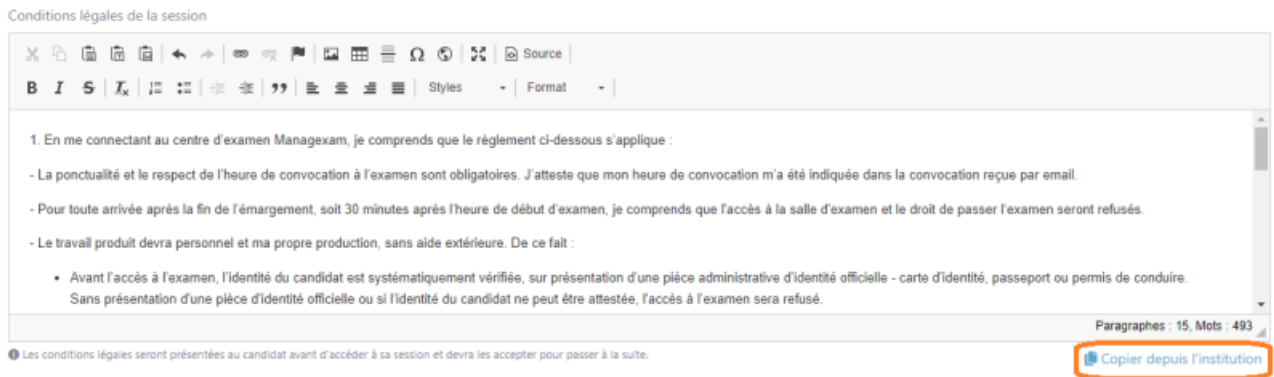 Conditions légales de la session
Source
Styles Format
1. En me connectant au centre d'examen Managexam, je comprends que le règlement ci-dessous s'applique :
- La ponctualité et le respect de l'heure de convocation à l'examen sont obligatoires. J'atteste que mon heure de convocation m'a été indiquée dans la convocation reçue par email.
- Pour toute arrivée après la fin de l'émargement, soit 30 minutes après l'heure de début d'examen, je comprends que l'accès à la salle d'examen et le droit de passer l'examen seront refusés.
- Le travail produit devra personnel et ma propre production, sans aide extérieure. De ce fait :
• Avant l'accès à l'examen, l'identité du candidat est systématiquement vérifiée, sur présentation d'une pièce administrative d'identité officielle - carte d'identité, passeport ou permis de conduire.
Sans présentation d'une pièce d'identité officielle ou si l'identité du candidat ne peut être attestée, l'accès à l'examen sera refusé.
Paragraphes : 15, Mots : 493
Les conditions légales seront présentées au candidat avant d'accéder à sa session et devra les accepter pour passer à la suite.
Copier depuis l'institution